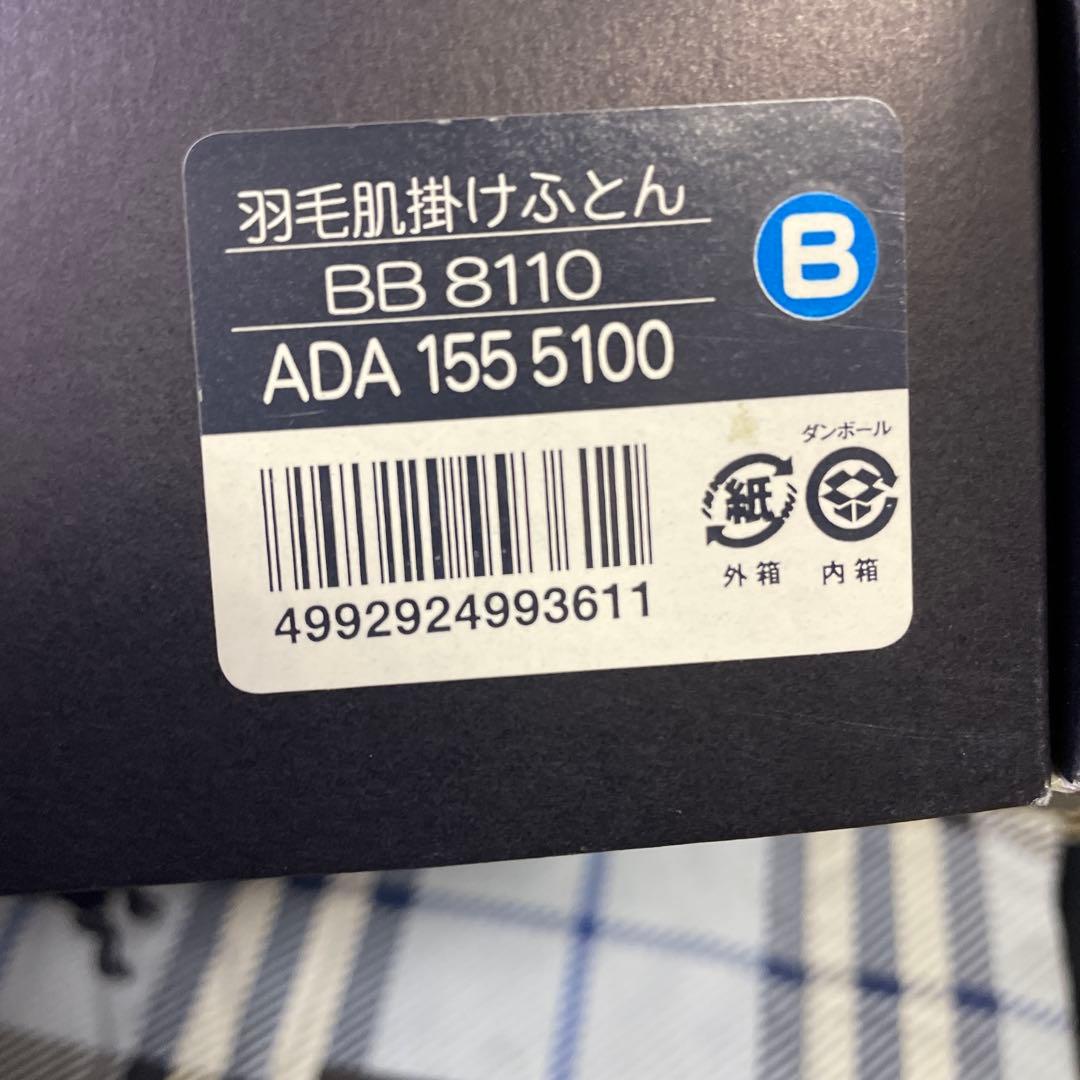 羽毛肌掛けふとん
BB 8110
ADA 155 5100
B
4992924993611
ダンボール
紙
外箱 内箱